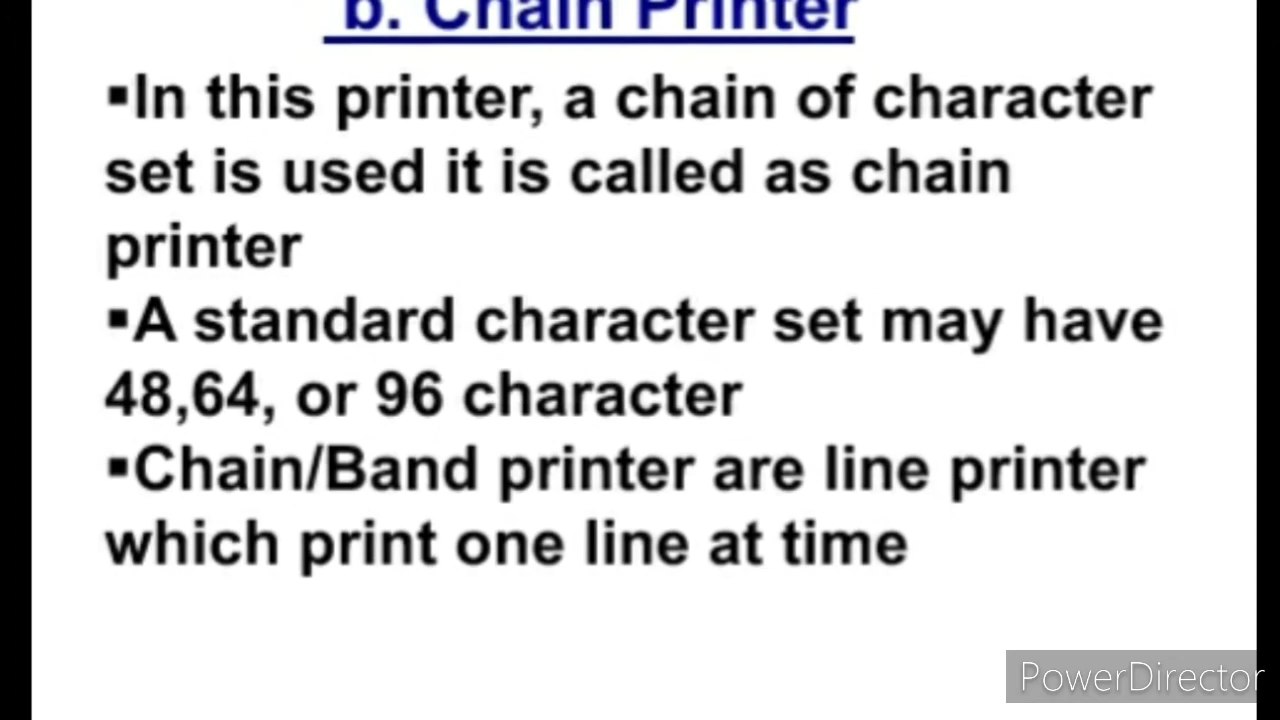 b. Chain Printer
▪In this printer, a chain of character
set is used it is called as chain
printer
▪A standard character set may have
48,64, or 96 character
▪Chain/Band printer are line printer
which print one line at time
PowerDirector